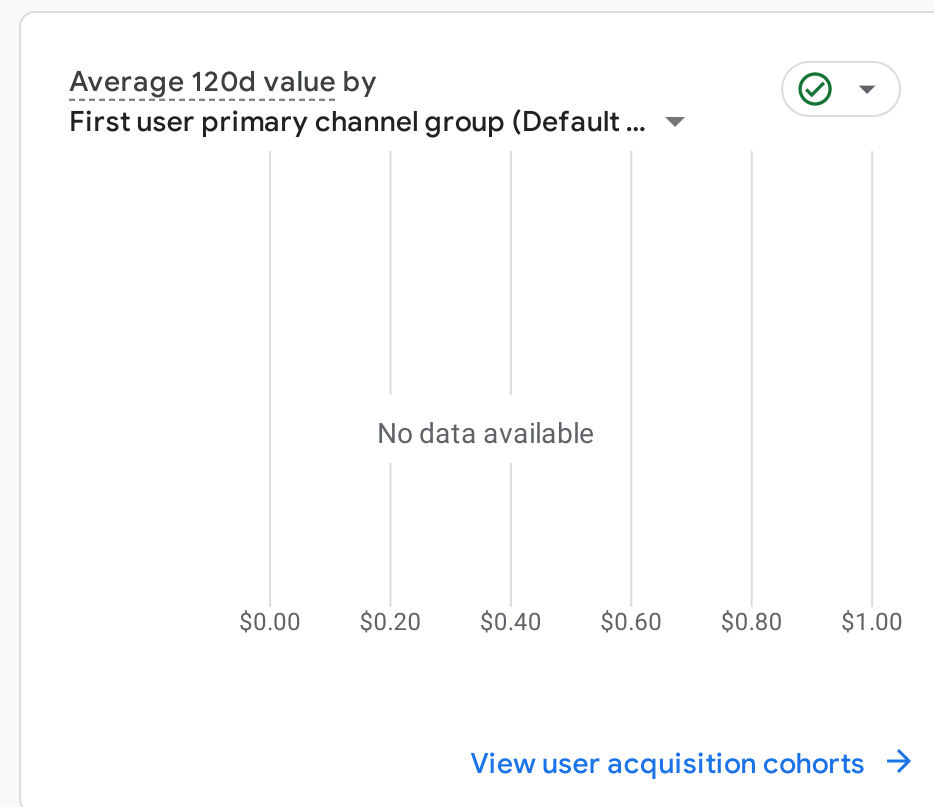 Average 120d value by
First user primary channel group (Default ...
No data available
$0.00 $0.20 $0.40 $0.60 $0.80 $1.00
View user acquisition cohorts